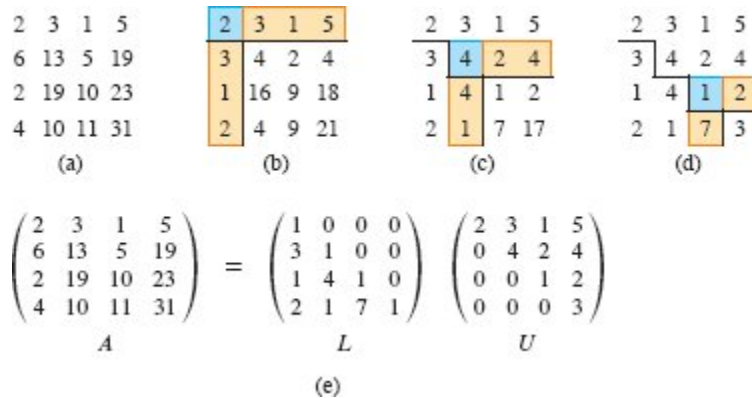 2 3 1 5 2 3 1 5 2 3 1 5 2 3 1 5
6 13 5 19 3 4 2 4 3 4 2 4 3 4 2 4
2 19 10 23 1 16 9 18 1 4 1 2 1 4 1 2
4 10 11 31 2 4 9 21 2 1 7 17 2 1 7 3
(a) (b) (c) (d)
2 3 1 5 1 0 0 0 2 3 1 5
6 13 5 19 3 1 0 0 0 4 2 4
=
2 19 10 23 1 4 1 0 0 0 1 2
4 10 11 31 2 1 7 1 0 0 0 3
A L U
(e)